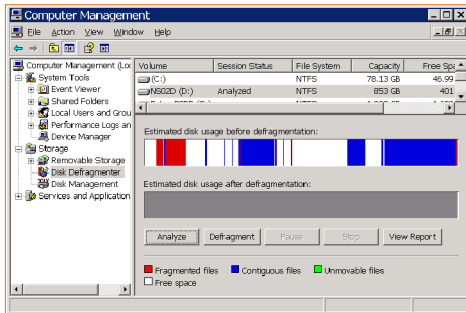 Computer Management
File Action View Window Help
Computer Management (Loc
System Tools
Event Viewer
Shared Folders
Local Users and Grou
Performance Logs an
Device Manager
Storage
Removable Storage
Disk Defragmenter
Disk Management
Services and Application
Volume Session Status File System Capacity Free Spa
(C:) NTFS 78.13 GB 46.99
NS02D (D:) Analyzed NTFS 853 GB 401
Estimated disk usage before defragmentation:
Estimated disk usage after defragmentation:
Analyze Defragment Pause Stop View Report
Fragmented files Contiguous files Unmovable files
Free space